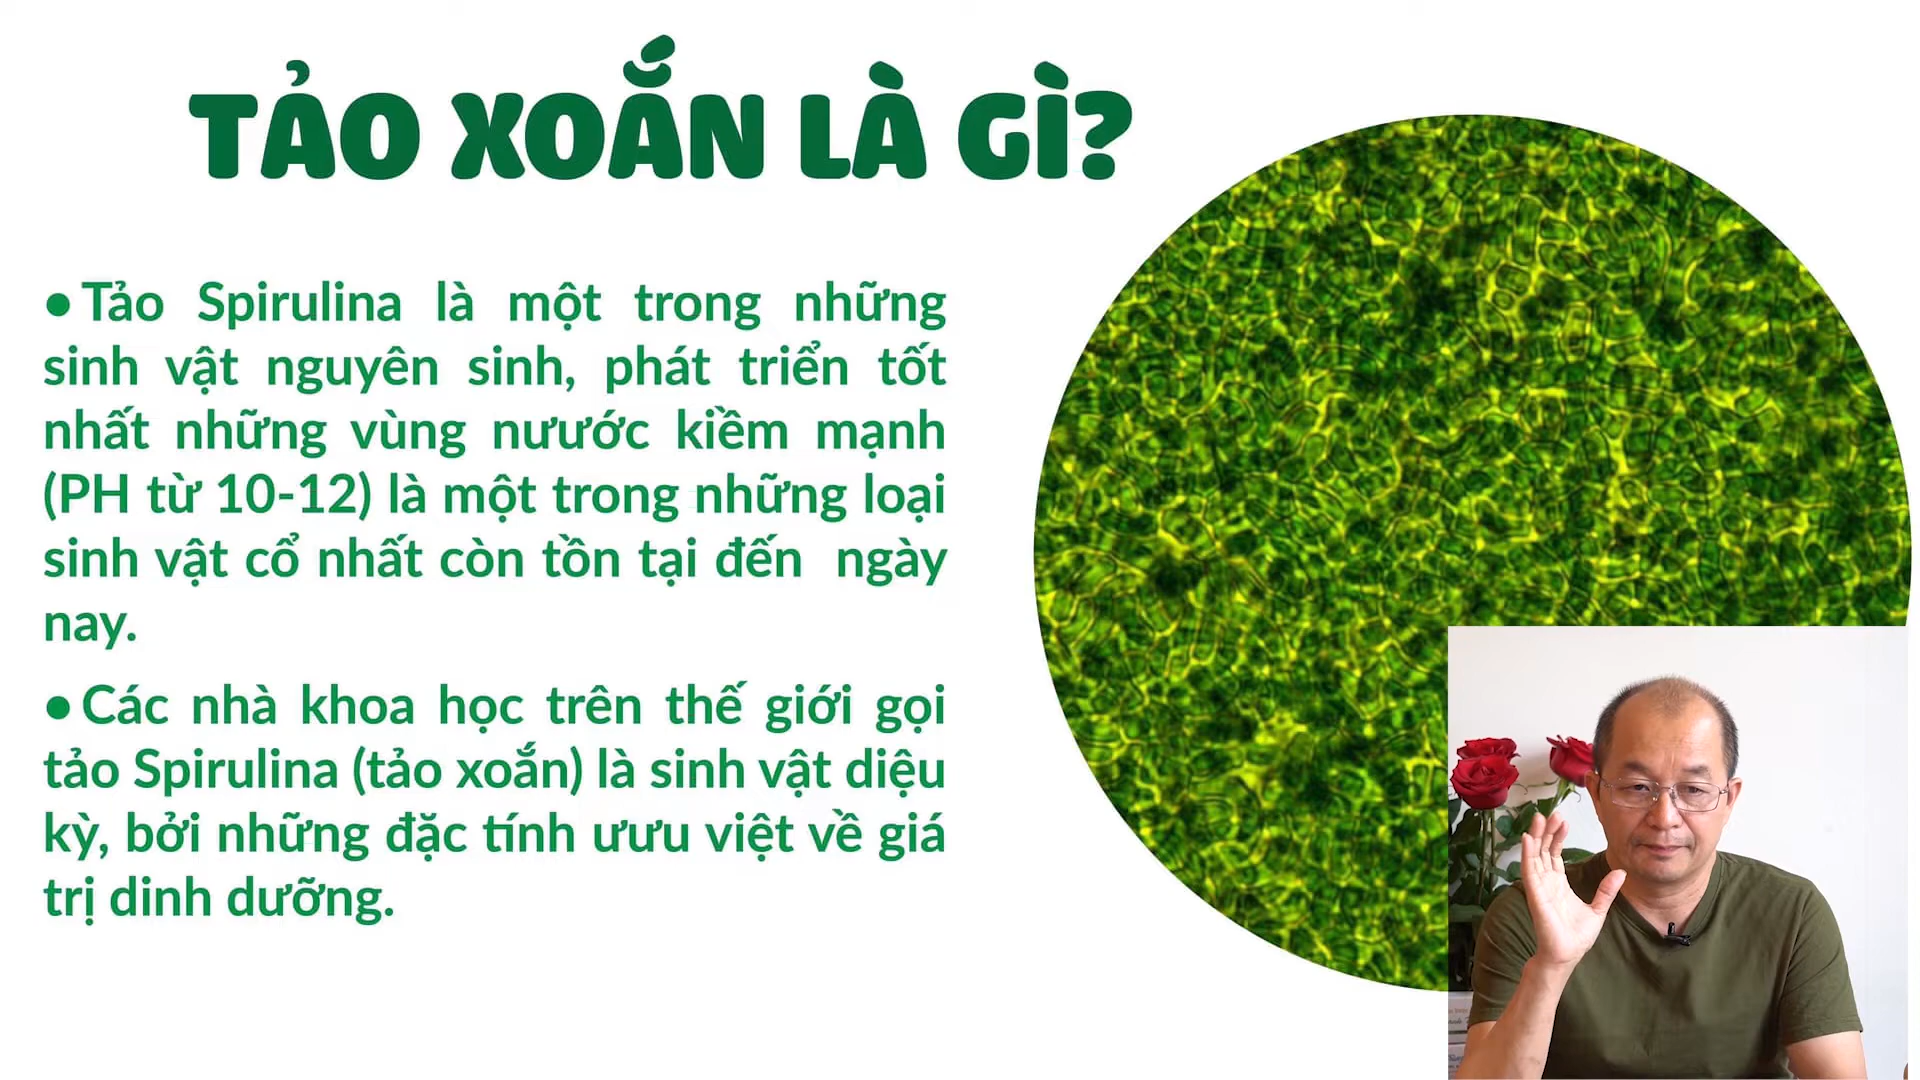 TẢO XOẮN LÀ GÌ?
•Tảo Spirulina là một trong những
sinh vật nguyên sinh, phát triển tốt
nhất những vùng nưước kiềm mạnh
(PH từ 10-12) là một trong những loại
sinh vật cổ nhất còn tồn tại đến ngày
nay.
•Các nhà khoa học trên thế giới gọi
tảo Spirulina (tảo xoắn) là sinh vật diệu
kỳ, bởi những đặc tính ưưu việt về giá
trị dinh dưỡng.